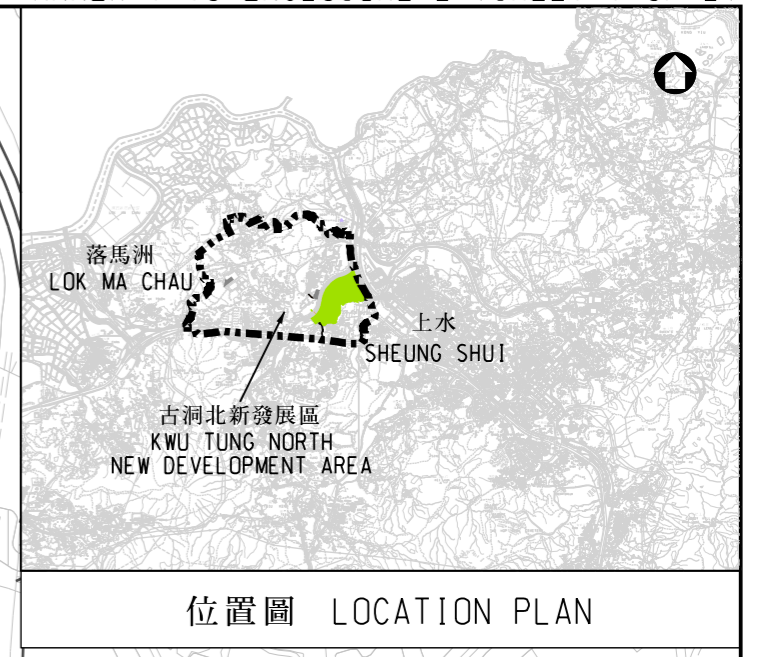 落馬洲
LOK MA CHAU
上水
SHEUNG SHUI
古洞北新發展區
KWU TUNG NORTH
NEW DEVELOPMENT AREA
位置圖 LOCATION PLAN